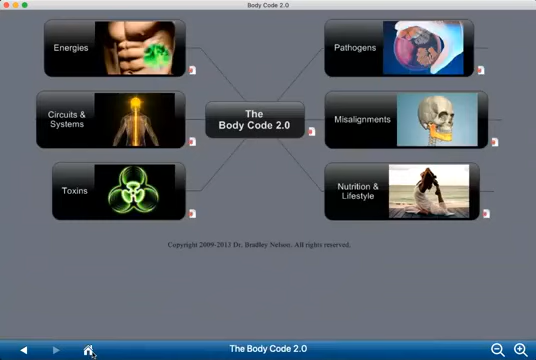 Body Code 2.0
Energies
Pathogens
Circuits &
Systems
The
Body Code 2.0
Misalignments
Toxins
Nutrition &
Lifestyle
Copyright 2009-2013 Dr. Bradley Nelson. All rights reserved.
The Body Code 2.0